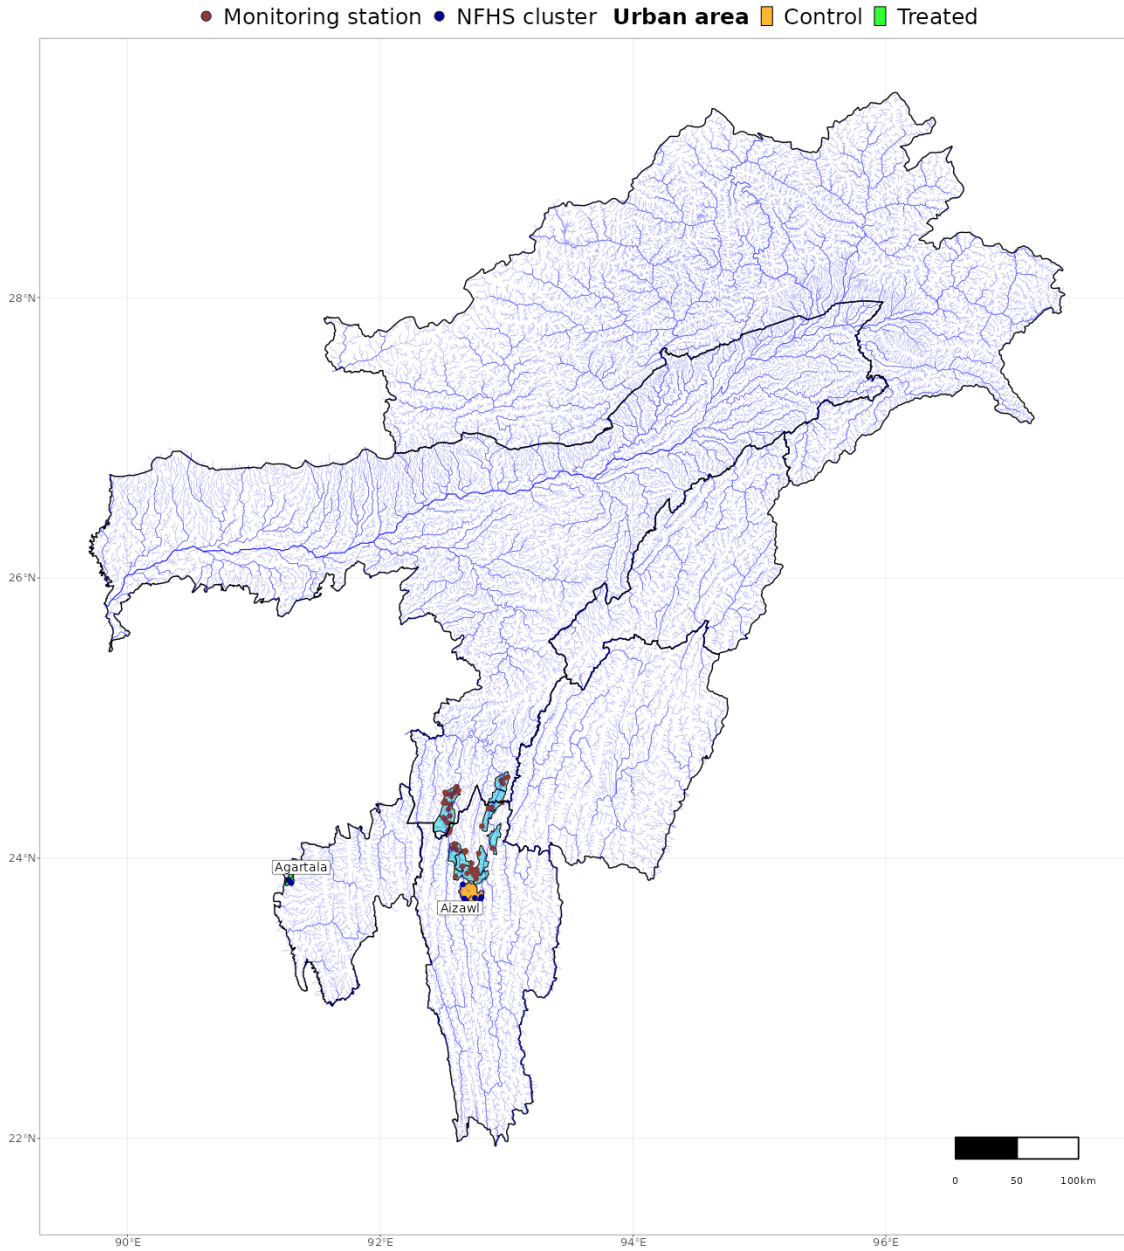 Monitoring station NFHS cluster Urban area Control Treated
28°N
26°N
24°N
Agartala
Aizawl
22°N
0 50 100km
90°E 92°E 94°E 96°E